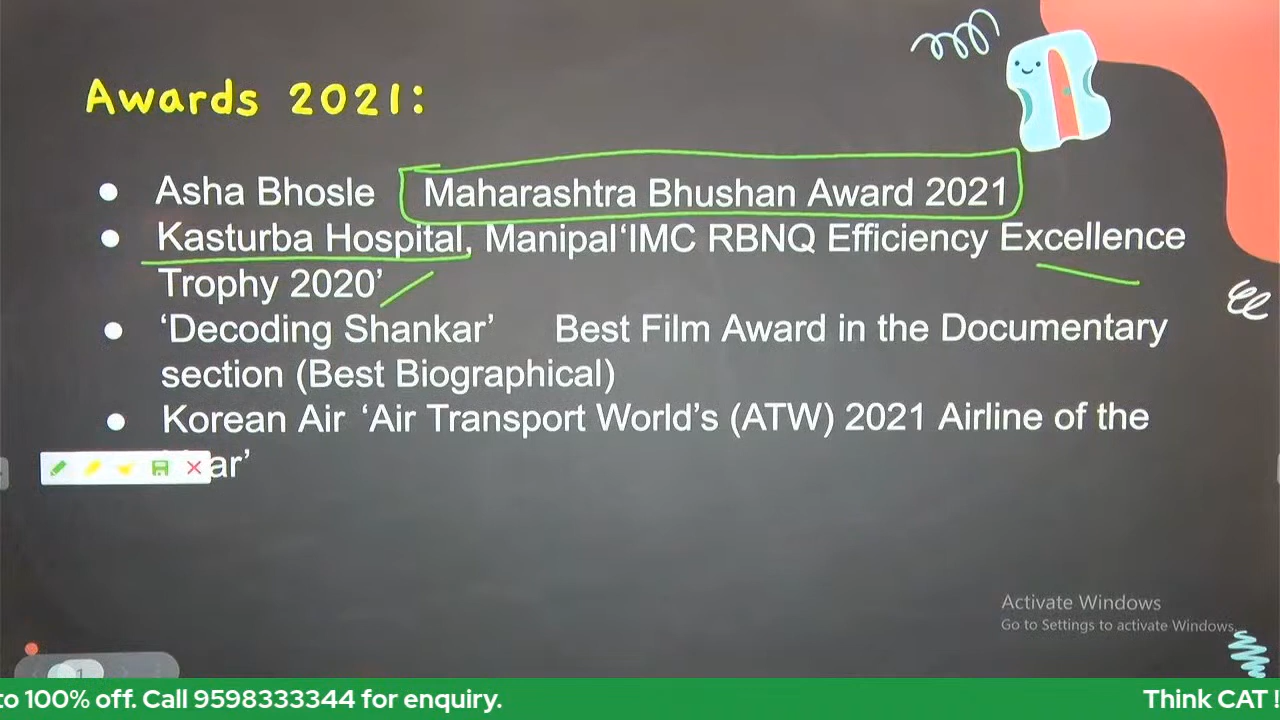 Awards 2021:
Asha Bhosle Maharashtra Bhushan Award 2021
Kasturba Hospital, Manipal‘IMC RBNQ Efficiency Excellence
Trophy 2020’
‘Decoding Shankar’ Best Film Award in the Documentary
section (Best Biographical)
Korean Air ‘Air Transport World’s (ATW) 2021 Airline of the
ar’
Activate Windows
Go to Settings to activate Windows.
1
to 100% off. Call 9598333344 for enquiry.
Think CAT !